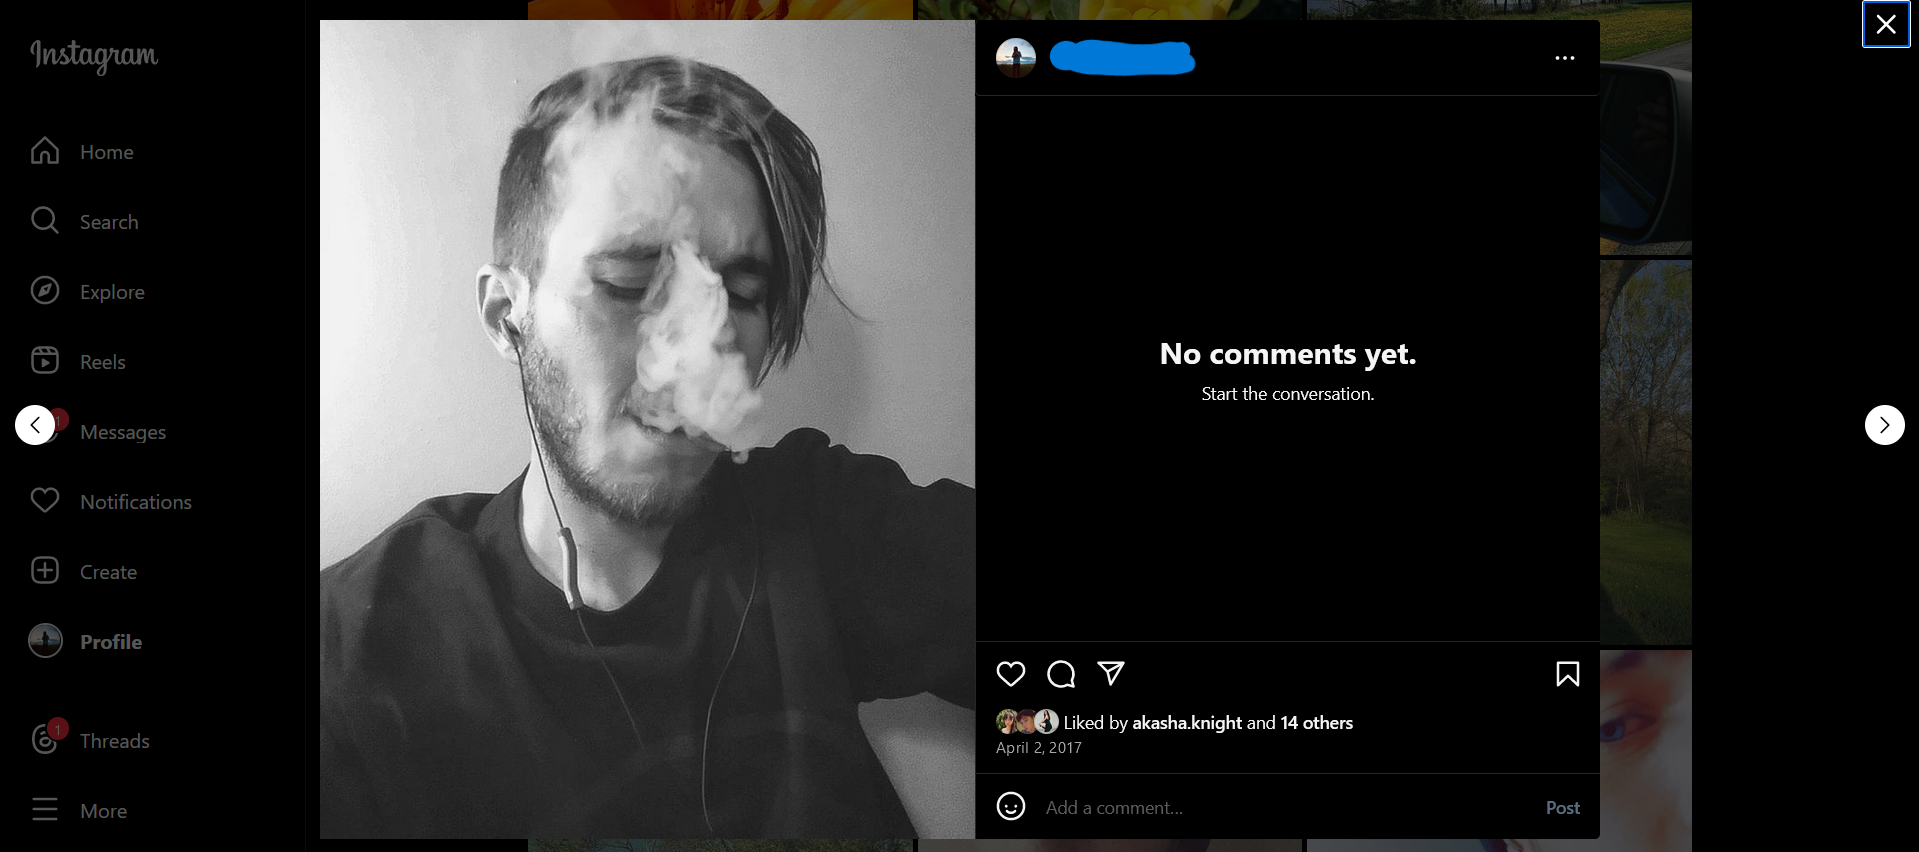 Instagram
Home
Search
Explore
Reels
1
Messages
Notifications
Create
Profile
1
Threads
More
No comments yet.
Start the conversation.
Liked by akasha.knight and 14 others
April 2, 2017
Add a comment...
Post